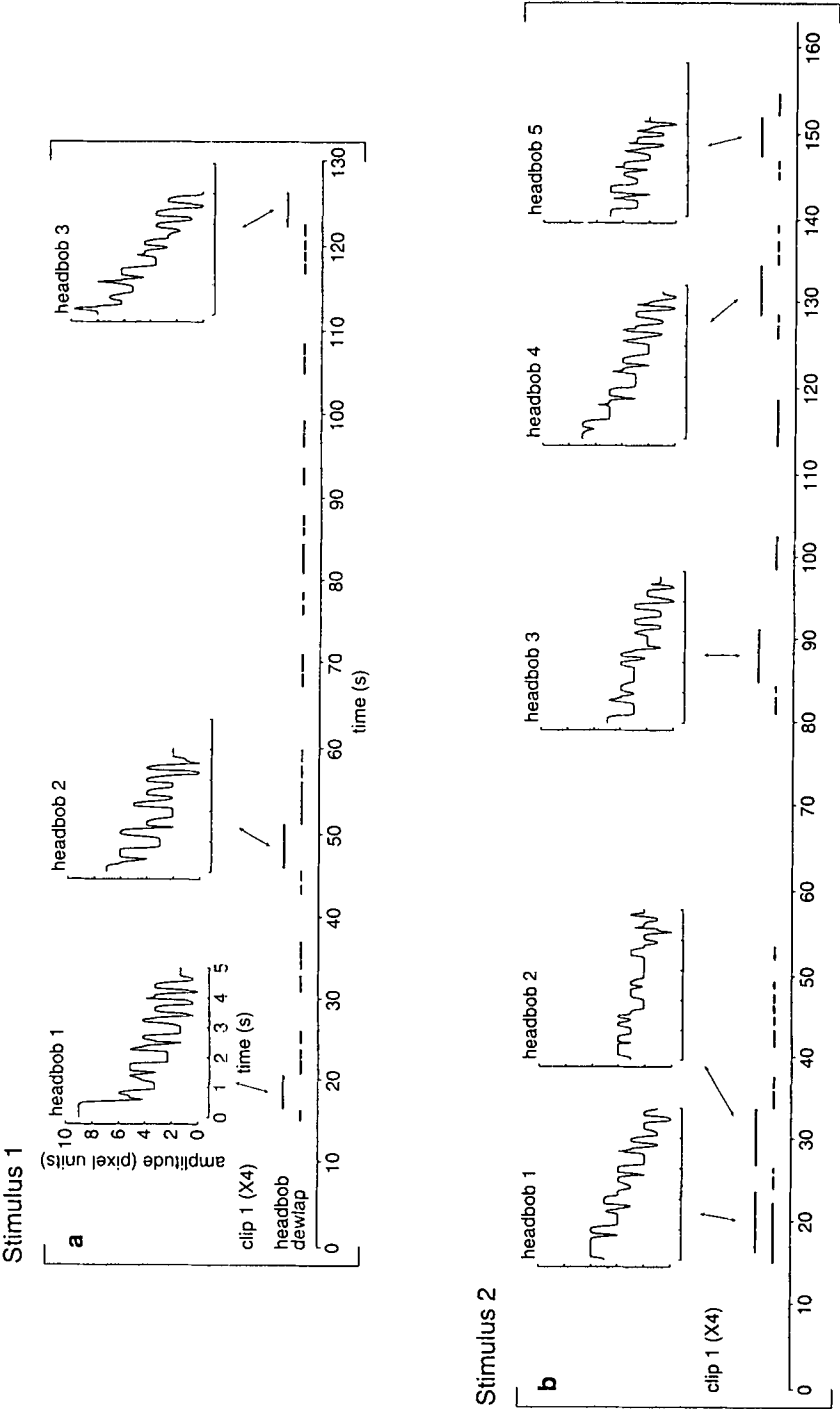 Stimulus 1
a
headbob 1
headbob 2
headbob 3
10
8
6
4
2
0
amplitude (pixel units)
0 1 2 3 4 5
time (s)
clip 1 (X4)
headbob
dewlap
0 10 20 30 40 50 60 70 80 90 100 110 120 130
time (s)
Stimulus 2
b
headbob 1
headbob 2
headbob 3
headbob 4
headbob 5
clip 1 (X4)
0 10 20 30 40 50 60 70 80 90 100 110 120 130 140 150 160